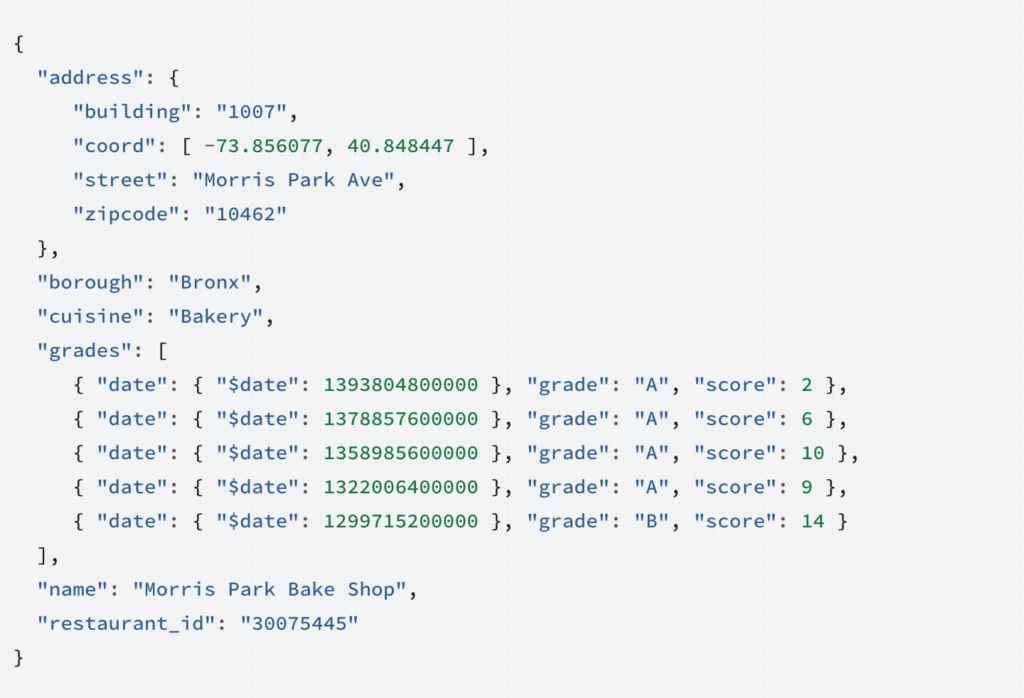 {
  "address": {
     "building": "1007",
     "coord": [ -73.856077, 40.848447 ],
     "street": "Morris Park Ave",
     "zipcode": "10462"
  },
  "borough": "Bronx",
  "cuisine": "Bakery",
  "grades": [
     { "date": { "$date": 1393804800000 }, "grade": "A", "score": 2 },
     { "date": { "$date": 1378857600000 }, "grade": "A", "score": 6 },
     { "date": { "$date": 1358985600000 }, "grade": "A", "score": 10 },
     { "date": { "$date": 1322006400000 }, "grade": "A", "score": 9 },
     { "date": { "$date": 1299715200000 }, "grade": "B", "score": 14 }
  ],
  "name": "Morris Park Bake Shop",
  "restaurant_id": "30075445"
}